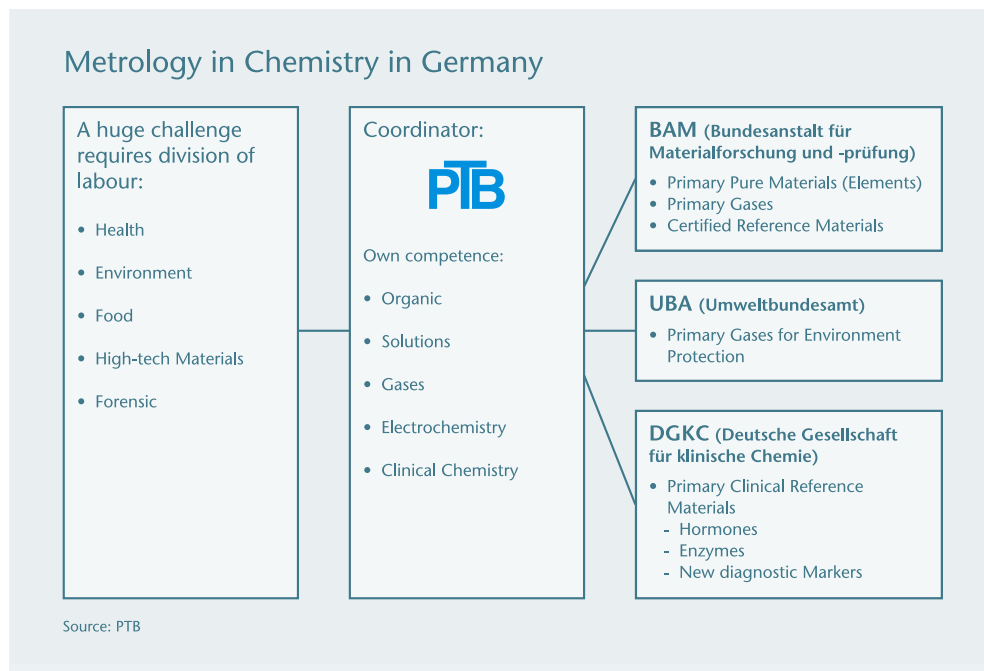 Metrology in Chemistry in Germany
A huge challenge
requires division of
labour:
• Health
• Environment
• Food
• High-tech Materials
• Forensic
Coordinator:
PTB
Own competence:
• Organic
• Solutions
• Gases
• Electrochemistry
• Clinical Chemistry
BAM (Bundesanstalt für
Materialforschung und -prüfung)
• Primary Pure Materials (Elements)
• Primary Gases
• Certified Reference Materials
UBA (Umweltbundesamt)
• Primary Gases for Environment
Protection
DGKC (Deutsche Gesellschaft
für klinische Chemie)
• Primary Clinical Reference
Materials
- Hormones
- Enzymes
- New diagnostic Markers
Source: PTB